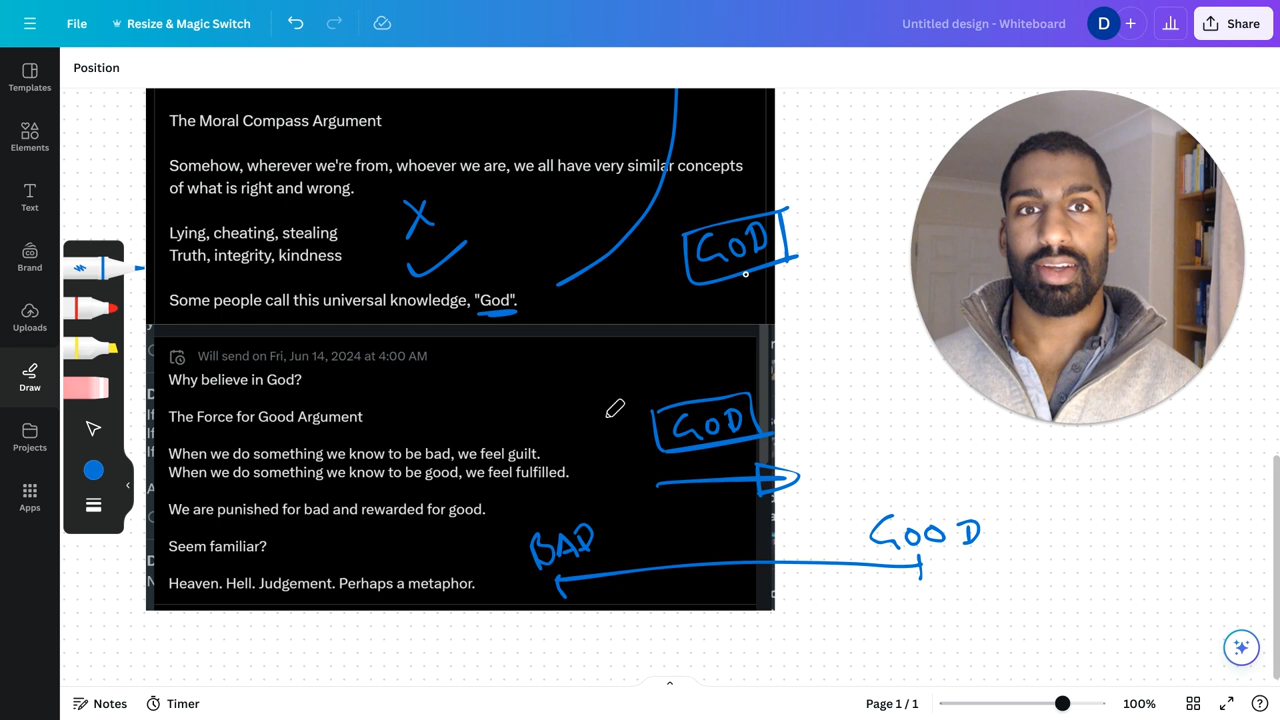 File
Resize & Magic Switch
Untitled design - Whiteboard
D
Share
Position
Templates
Elements
Text
Brand
Uploads
Draw
Projects
Apps
The Moral Compass Argument
Somehow, wherever we're from, whoever we are, we all have very similar concepts
of what is right and wrong.
Lying, cheating, stealing
Truth, integrity, kindness
GOD
Some people call this universal knowledge, "God".
Will send on Fri, Jun 14, 2024 at 4:00 AM
Why believe in God?
The Force for Good Argument
GOD
When we do something we know to be bad, we feel guilt.
When we do something we know to be good, we feel fulfilled.
We are punished for bad and rewarded for good.
Seem familiar?
BAD
GOOD
Heaven. Hell. Judgement. Perhaps a metaphor.
Notes
Timer
Page 1 / 1
100%